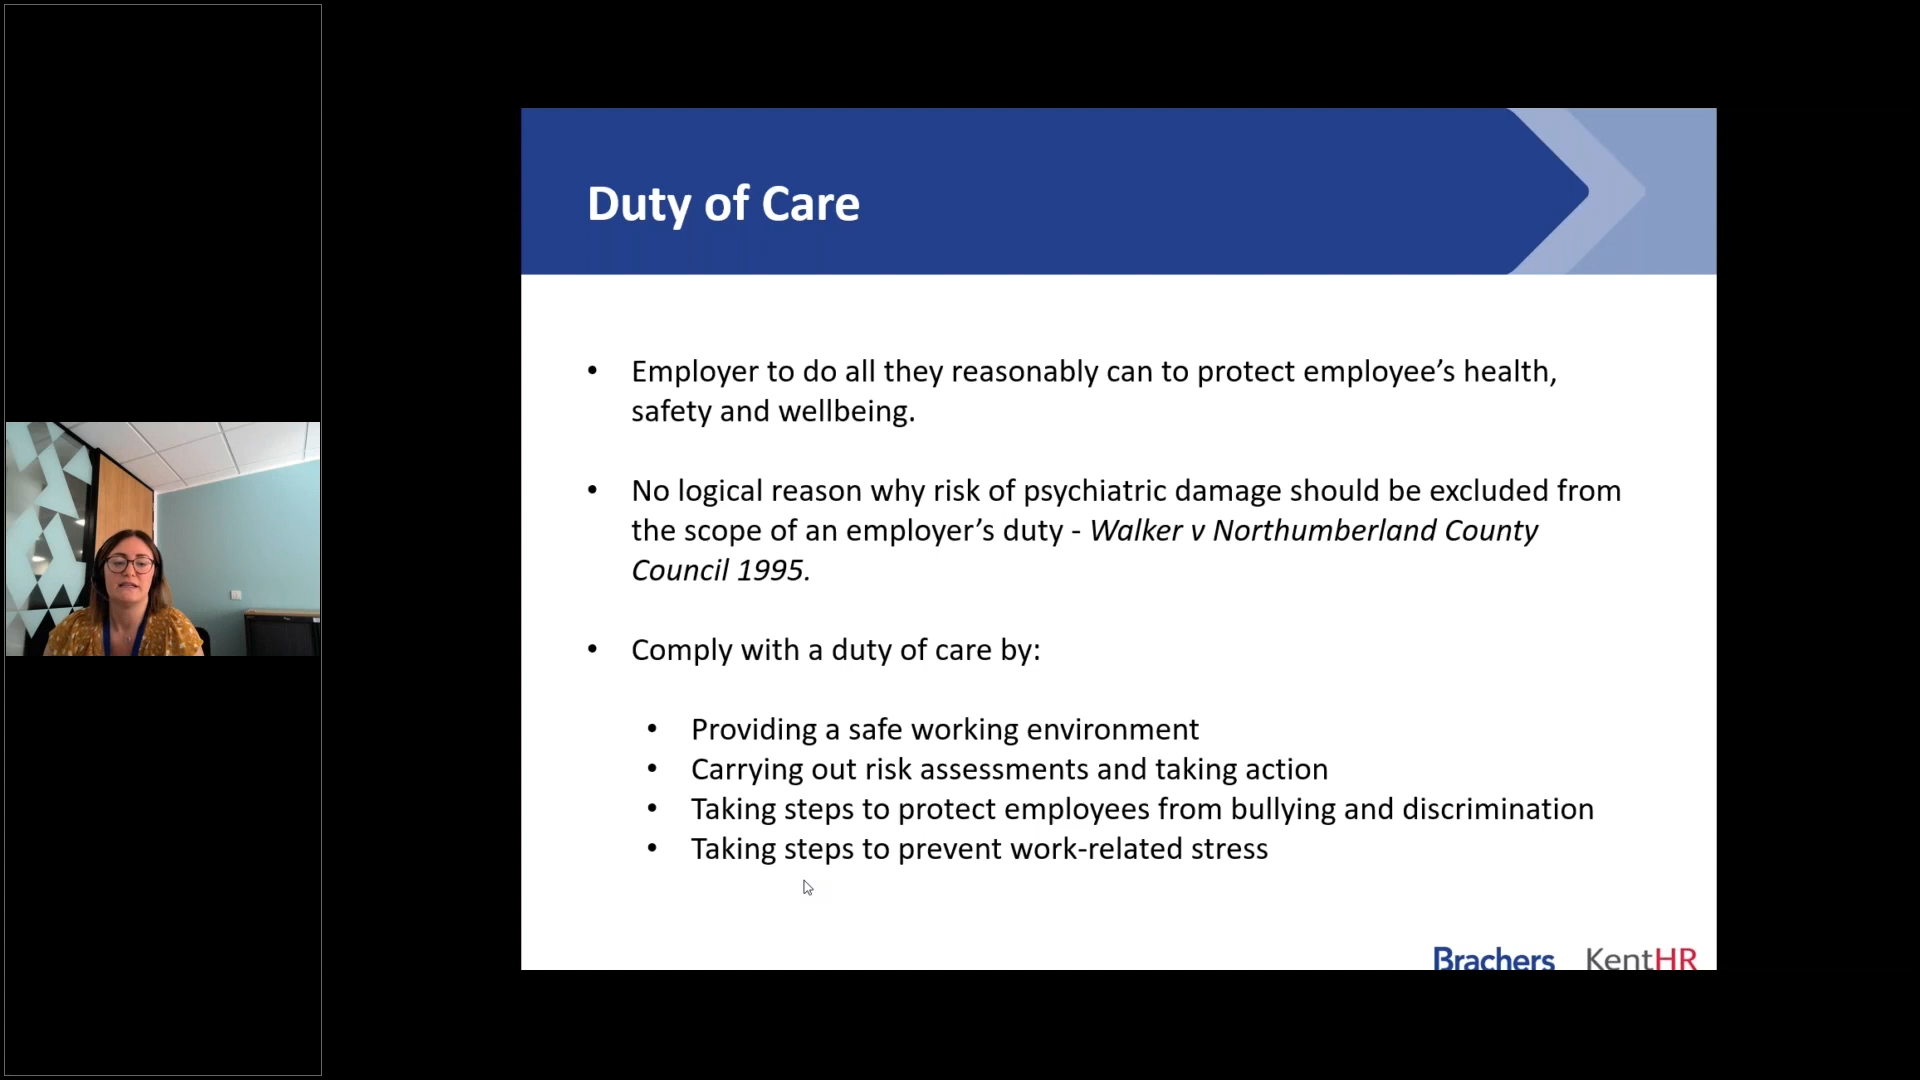 Duty of Care
• Employer to do all they reasonably can to protect employee’s health,
safety and wellbeing.
• No logical reason why risk of psychiatric damage should be excluded from
the scope of an employer’s duty - Walker v Northumberland County
Council 1995.
• Comply with a duty of care by:
• Providing a safe working environment
• Carrying out risk assessments and taking action
• Taking steps to protect employees from bullying and discrimination
• Taking steps to prevent work-related stress
Brachers KentHR